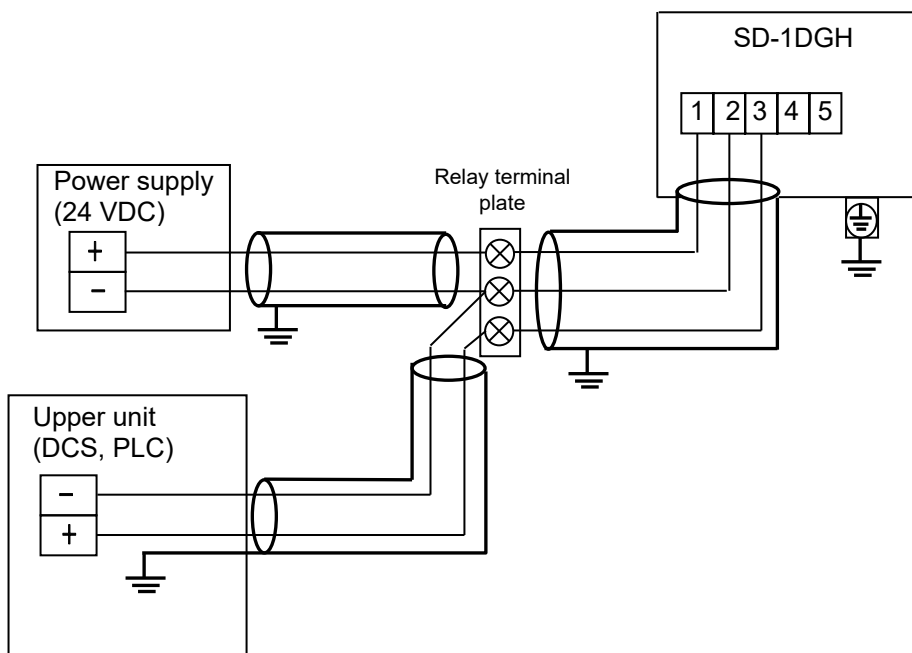 SD-1DGH
1 2 3 4 5
Power supply
(24 VDC)
+
−
Relay terminal
plate
Upper unit
(DCS, PLC)
−
+